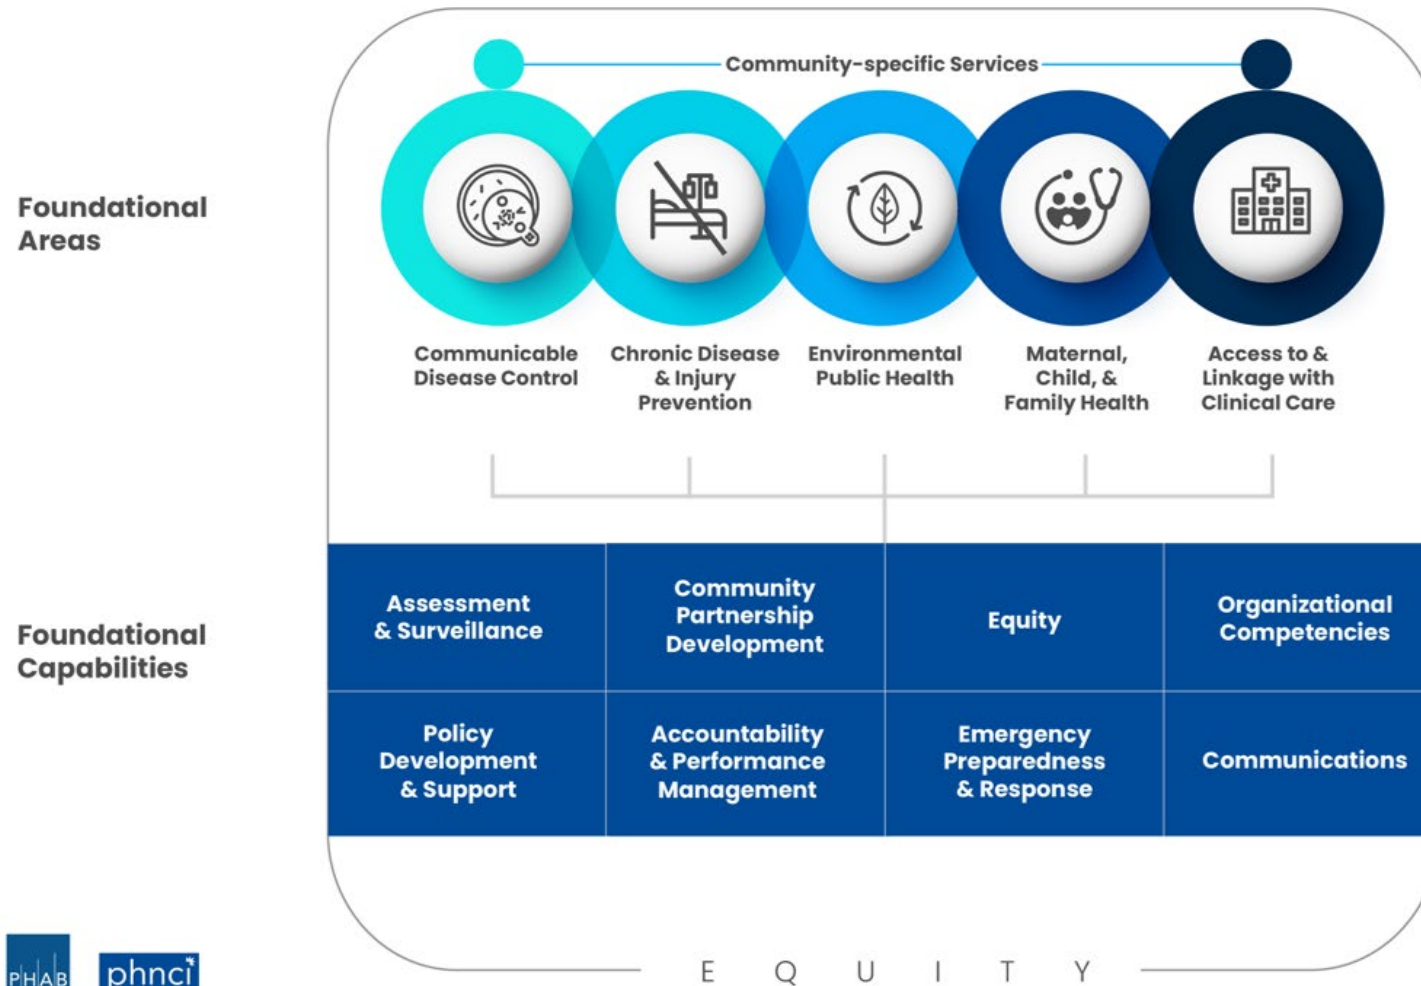 Community-specific Services
Foundational
Areas
Communicable
Disease Control
Chronic Disease
& Injury
Prevention
Environmental
Public Health
Maternal,
Child, &
Family Health
Access to &
Linkage with
Clinical Care
Foundational
Capabilities
Assessment
& Surveillance
Community
Partnership
Development
Equity
Organizational
Competencies
Policy
Development
& Support
Accountability
& Performance
Management
Emergency
Preparedness
& Response
Communications
PHAB
phnci
EQUITY